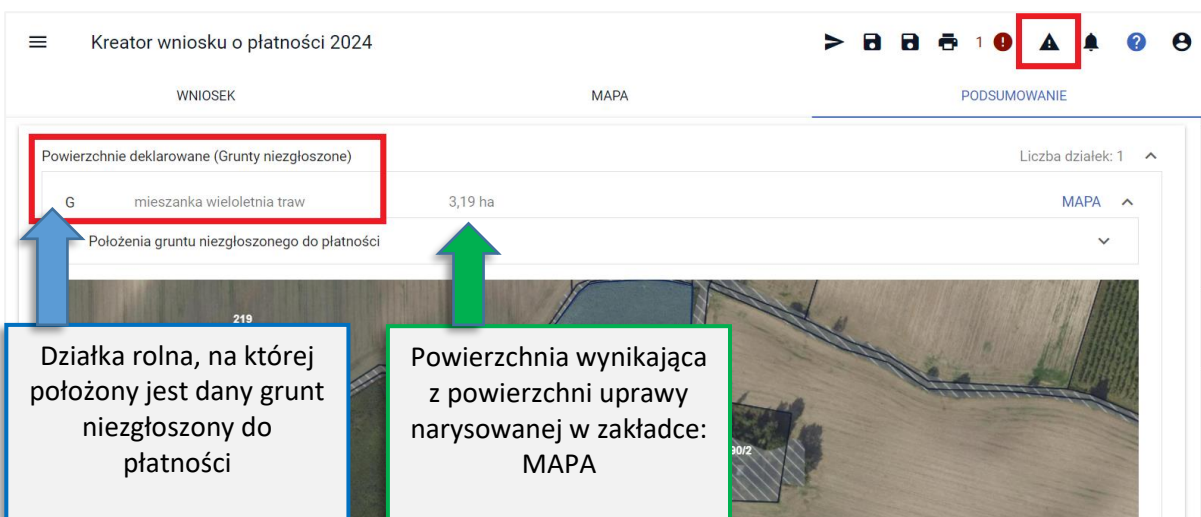 Kreator wniosku o płatności 2024
1
WNIOSEK
MAPA
PODSUMOWANIE
Powierzchnie deklarowane (Grunty niezgłoszone)
Liczba działek: 1
G mieszanka wieloletnia traw 3,19 ha MAPA
Położenia gruntu niezgłoszonego do płatności
219
Działka rolna, na której
położony jest dany grunt
niezgłoszony do
płatności
Powierzchnia wynikająca
z powierzchni uprawy
narysowanej w zakładce:
MAPA
90/2